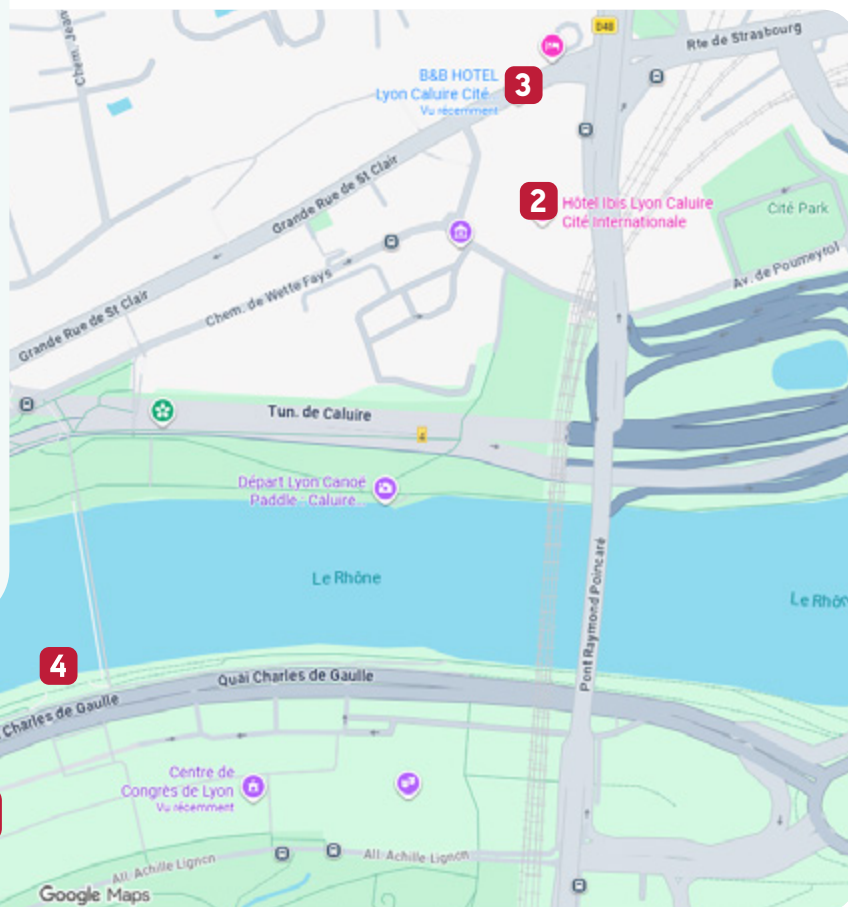 Chem. Jean
D48
Rte de Strasbourg
B&B HOTEL
Lyon Caluire Cité...
Vu récemment
3
Grande Rue de St Clair
2
Hôtel Ibis Lyon Caluire
Cité Internationale
Cité Park
Av. de Poumeyrol
Chem. de Wette Fays
Grande Rue de St Clair
Tun. de Caluire
Départ Lyon Canoë
Paddle - Caluire...
Le Rhône
Le Rhôn
Pont Raymond Poincaré
4
Quai Charles de Gaulle
Charles de Gaulle
Centre de
Congrès de Lyon
Vu récemment
All. Achille Lignon
All. Achille Lignon
Google Maps